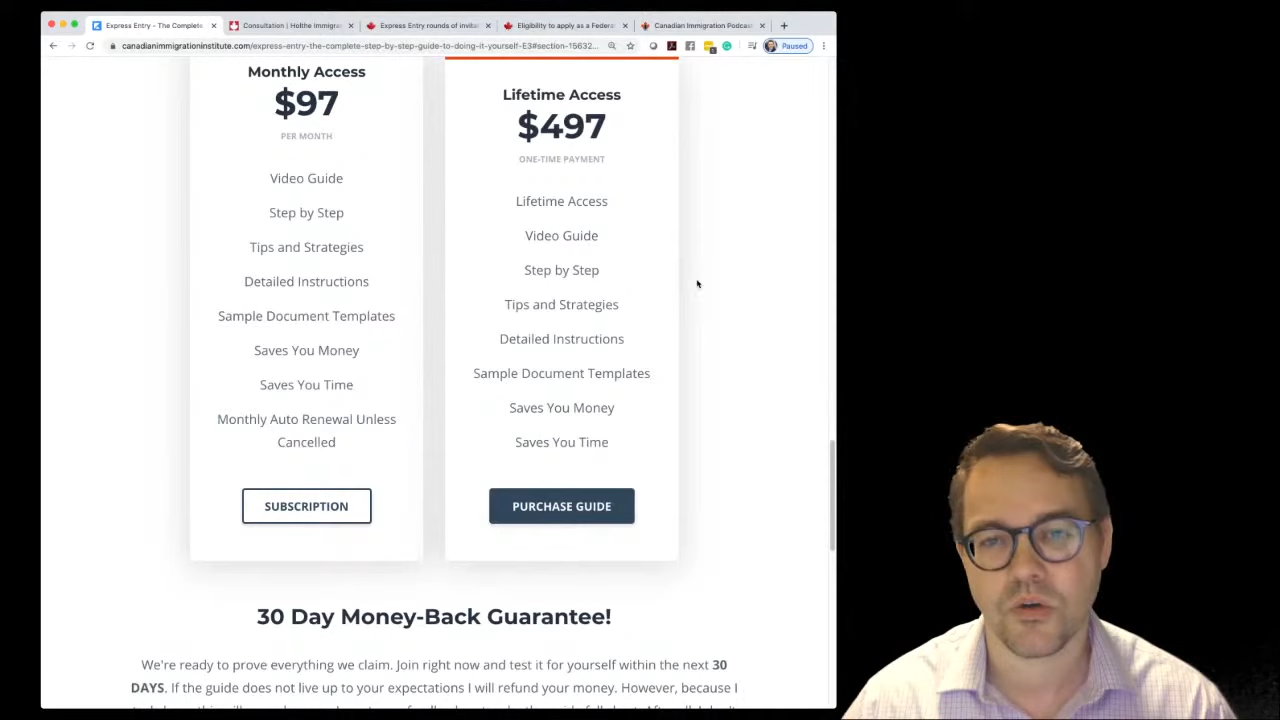 Express Entry - The Complete
Consultation | Holthe Immigra
Express Entry rounds of invita
Eligibility to apply as a Federa
Canadian Immigration Podcas
canadianimmigrationinstitute.com/express-entry-the-complete-step-by-step-guide-to-doing-it-yourself-E3#section-15632...
Paused
Monthly Access
$97
PER MONTH
Video Guide
Step by Step
Tips and Strategies
Detailed Instructions
Sample Document Templates
Saves You Money
Saves You Time
Monthly Auto Renewal Unless
Cancelled
SUBSCRIPTION
Lifetime Access
$497
ONE-TIME PAYMENT
Lifetime Access
Video Guide
Step by Step
Tips and Strategies
Detailed Instructions
Sample Document Templates
Saves You Money
Saves You Time
PURCHASE GUIDE
30 Day Money-Back Guarantee!
We're ready to prove everything we claim. Join right now and test it for yourself within the next 30
DAYS. If the guide does not live up to your expectations I will refund your money. However, because I